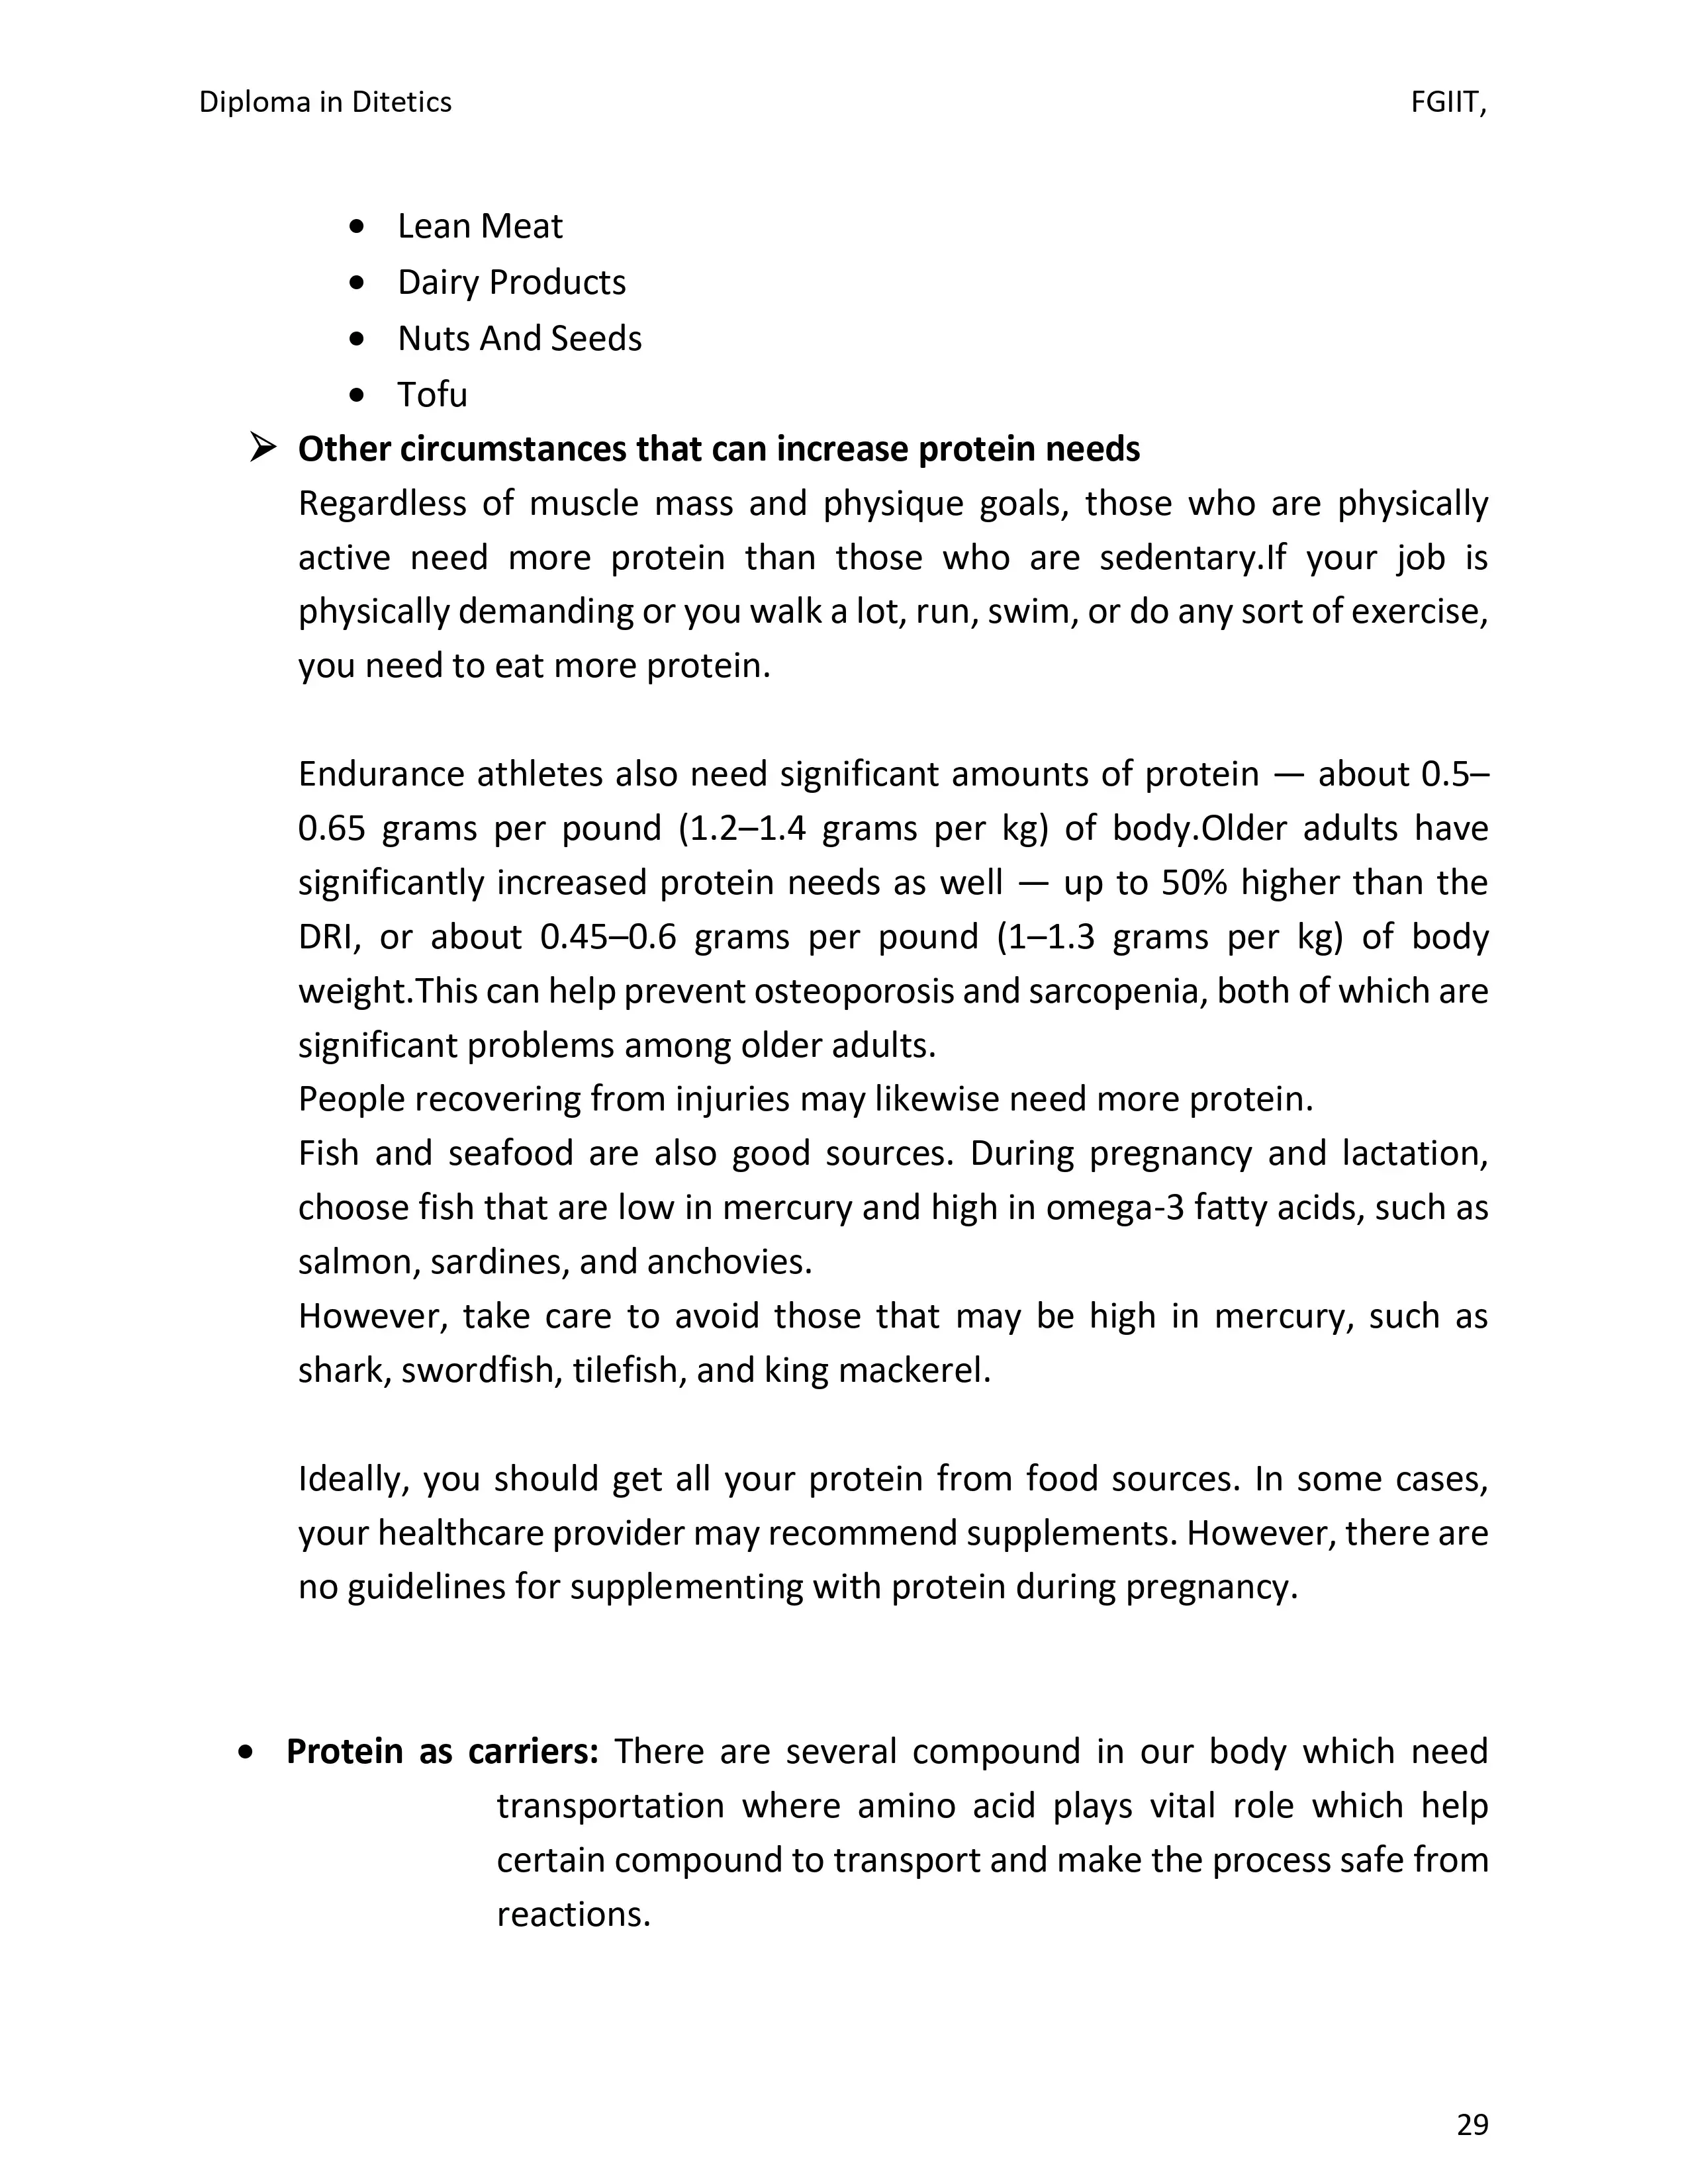 Diploma in Ditetics FGIIT,
• Lean Meat
• Dairy Products
• Nuts And Seeds
• Tofu
➢ Other circumstances that can increase protein needs
Regardless of muscle mass and physique goals, those who are physically
active need more protein than those who are sedentary.If your job is
physically demanding or you walk a lot, run, swim, or do any sort of exercise,
you need to eat more protein.
Endurance athletes also need significant amounts of protein — about 0.5–
0.65 grams per pound (1.2–1.4 grams per kg) of body.Older adults have
significantly increased protein needs as well — up to 50% higher than the
DRI, or about 0.45–0.6 grams per pound (1–1.3 grams per kg) of body
weight.This can help prevent osteoporosis and sarcopenia, both of which are
significant problems among older adults.
People recovering from injuries may likewise need more protein.
Fish and seafood are also good sources. During pregnancy and lactation,
choose fish that are low in mercury and high in omega-3 fatty acids, such as
salmon, sardines, and anchovies.
However, take care to avoid those that may be high in mercury, such as
shark, swordfish, tilefish, and king mackerel.
Ideally, you should get all your protein from food sources. In some cases,
your healthcare provider may recommend supplements. However, there are
no guidelines for supplementing with protein during pregnancy.
• Protein as carriers: There are several compound in our body which need
transportation where amino acid plays vital role which help
certain compound to transport and make the process safe from
reactions.
29